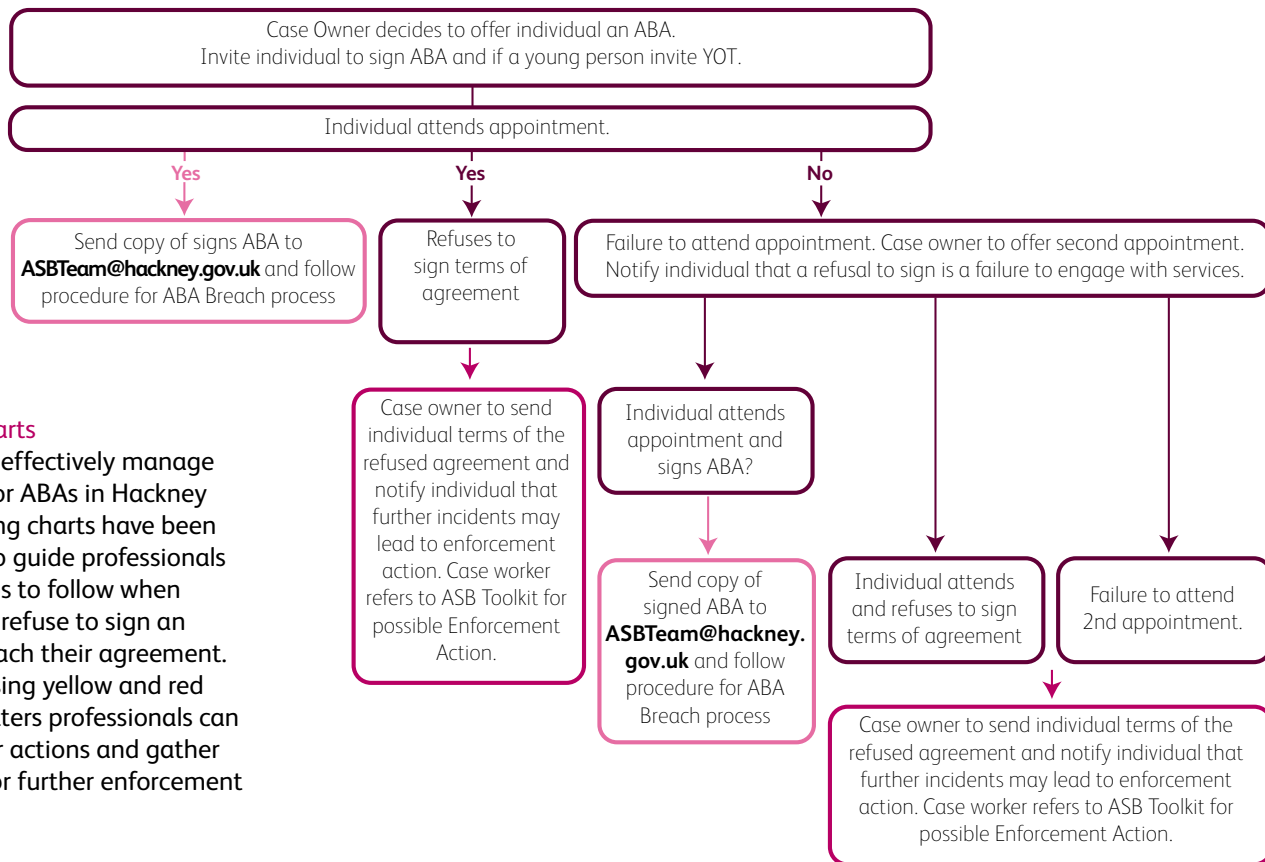 Case Owner decides to offer individual an ABA.
Invite individual to sign ABA and if a young person invite YOT.
Individual attends appointment.
Yes
Yes
No
Send copy of signs ABA to
ASBTeam@hackney.gov.uk and follow
procedure for ABA Breach process
Refuses to
sign terms of
agreement
Failure to attend appointment. Case owner to offer second appointment.
Notify individual that a refusal to sign is a failure to engage with services.
Case owner to send
individual terms of the
refused agreement and
notify individual that
further incidents may
lead to enforcement
action. Case worker
refers to ASB Toolkit for
possible Enforcement
Action.
Individual attends
appointment and
signs ABA?
Send copy of
signed ABA to
ASBTeam@hackney.
gov.uk and follow
procedure for ABA
Breach process
Individual attends
and refuses to sign
terms of agreement
Failure to attend
2nd appointment.
Case owner to send individual terms of the
refused agreement and notify individual that
further incidents may lead to enforcement
action. Case worker refers to ASB Toolkit for
possible Enforcement Action.
arts
effectively manage
or ABAs in Hackney
ng charts have been
o guide professionals
s to follow when
refuse to sign an
ach their agreement.
sing yellow and red
tters professionals can
r actions and gather
or further enforcement